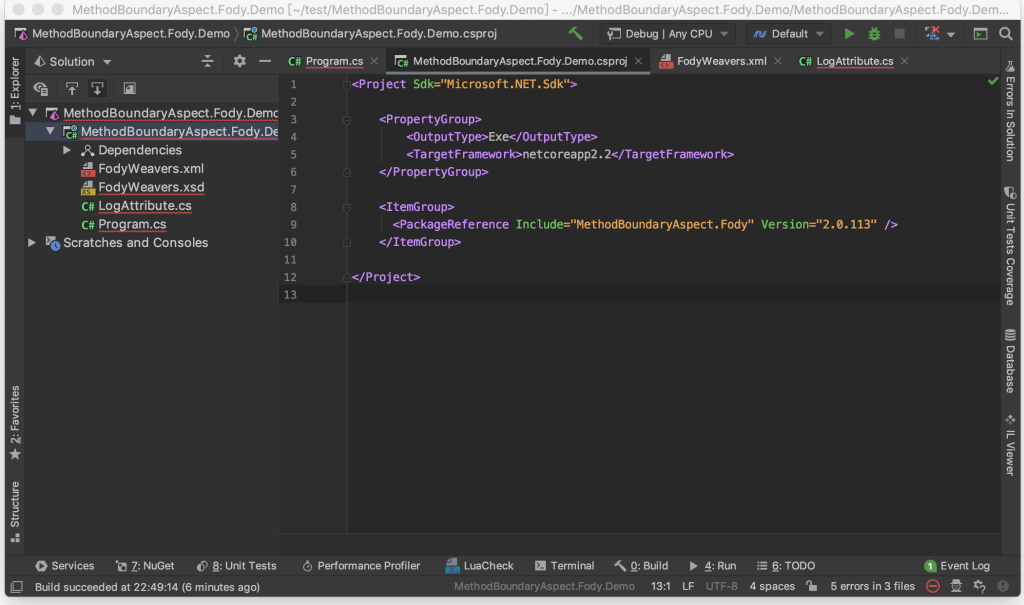 MethodBoundaryAspect.Fody.Demo [~/test/MethodBoundaryAspect.Fody.Demo] - .../MethodBoundaryAspect.Fody.Demo/MethodBoundaryAspect.Fody.Dem...
MethodBoundaryAspect.Fody.Demo MethodBoundaryAspect.Fody.Demo.csproj Debug | Any CPU Default
Solution Program.cs MethodBoundaryAspect.Fody.Demo.csproj FodyWeavers.xml LogAttribute.cs
1: Explorer
MethodBoundaryAspect.Fody.Demo
MethodBoundaryAspect.Fody.De
Dependencies
FodyWeavers.xml
FodyWeavers.xsd
C# LogAttribute.cs
C# Program.cs
Scratches and Consoles
2: Favorites
Structure
1 <Project Sdk="Microsoft.NET.Sdk">
2
3 <PropertyGroup>
4 <OutputType>Exe</OutputType>
5 <TargetFramework>netcoreapp2.2</TargetFramework>
6 </PropertyGroup>
7
8 <ItemGroup>
9 <PackageReference Include="MethodBoundaryAspect.Fody" Version="2.0.113" />
10 </ItemGroup>
11
12 </Project>
13
Errors In Solution
Unit Tests Coverage
Database
IL Viewer
Services 7: NuGet 8: Unit Tests Performance Profiler LuaCheck Terminal 0: Build 4: Run 6: TODO 1 Event Log
Build succeeded at 22:49:14 (6 minutes ago) MethodBoundaryAspect.Fody.Demo 13:1 LF UTF-8 4 spaces 5 errors in 3 files